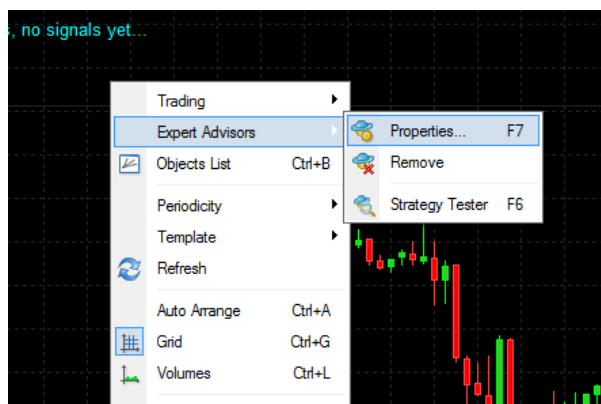 s, no signals yet...
Trading
Expert Advisors
Objects List Ctrl+B
Periodicity
Template
Refresh
Auto Arrange Ctrl+A
Grid Ctrl+G
Volumes Ctrl+L
Properties... F7
Remove
Strategy Tester F6